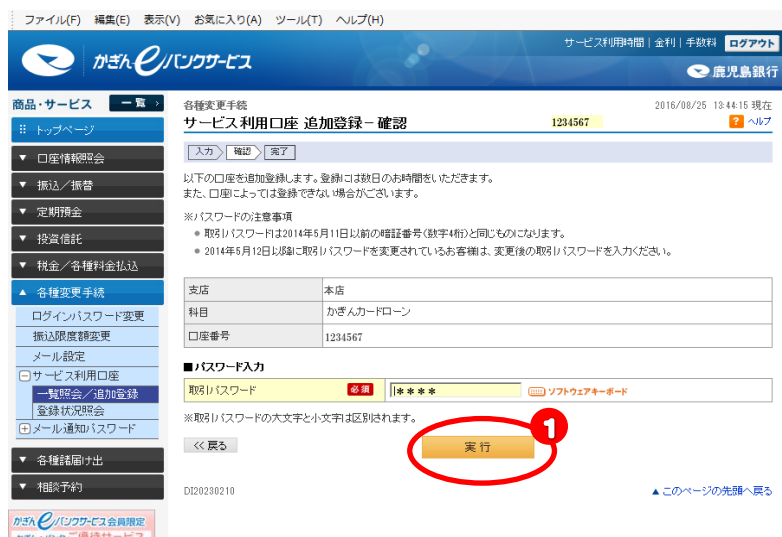 ファイル(F) 編集(E) 表示(V) お気に入り(A) ツール(T) ヘルプ(H)
かぎんeバンクサービス
サービス利用時間 | 金利 | 手数料 ログアウト
鹿児島銀行
商品・サービス 一覧
トップページ
口座情報照会
振込／振替
定期預金
投資信託
税金／各種料金払込
各種変更手続
ログインパスワード変更
振込限度額変更
メール設定
サービス利用口座
一覧照会／追加登録
登録状況照会
メール通知パスワード
各種諸届け出
相談予約
かぎんeバンクサービス会員限定
各種変更手続
2016/08/25 13:44:15 現在
サービス利用口座 追加登録－確認
1234567
? ヘルプ
入力 確認 完了
以下の口座を追加登録します。登録には数日のお時間をいただきます。
また、口座によっては登録できない場合がございます。
※パスワードの注意事項
取引パスワードは2014年5月11日以前の暗証番号(数字4桁)と同じものになります。
2014年5月12日以降に取引パスワードを変更されているお客様は、変更後の取引パスワードを入力ください。
支店 本店
科目 かぎんカードローン
口座番号 1234567
■パスワード入力
取引パスワード 必須 **** ソフトウェアキーボード
※取引パスワードの大文字と小文字は区別されます。
≪ 戻る
実行
1
DI20230210
▲このページの先頭へ戻る